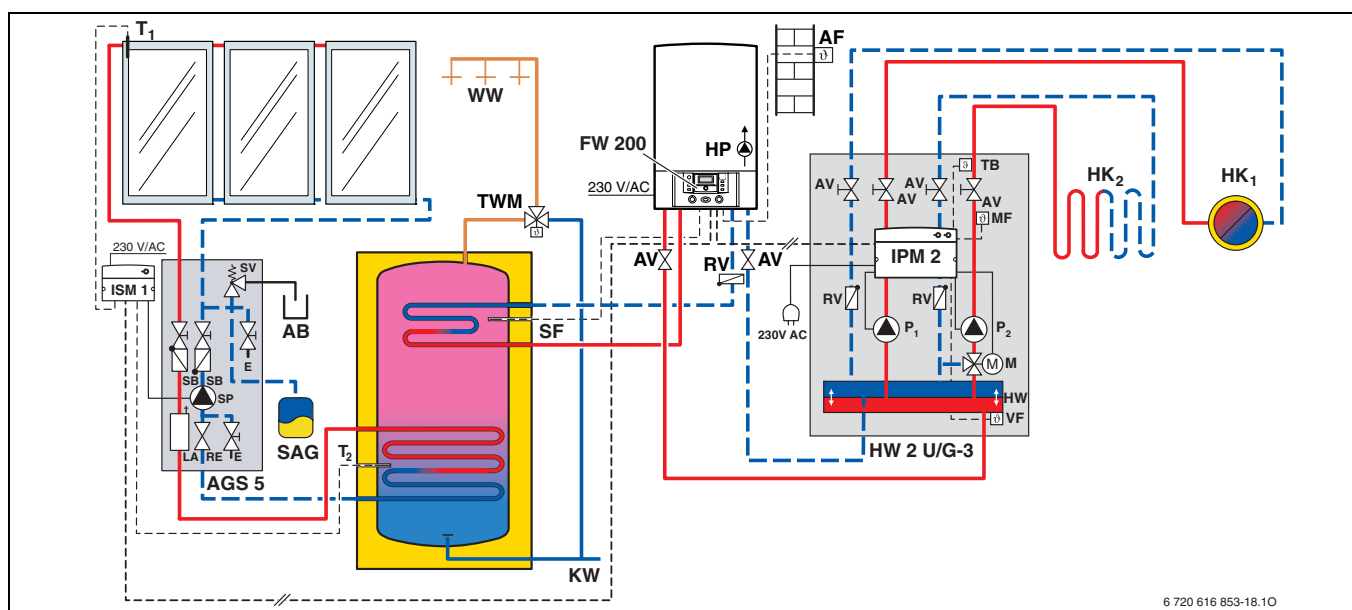 T1
AF
WW
FW 200
HP
230 V/AC
TWM
230 V/AC
ISM 1
SV
AB
E
SB SB
SP
LA RE E
SAG
AGS 5
T2
SF
KW
AV
RV
AV
230V AC
AV
AV
AV
AV
TB
MF
IPM 2
RV
RV
P1
P2
M
HW
VF
HW 2 U/G-3
HK2
HK1
6 720 616 853-18.1O